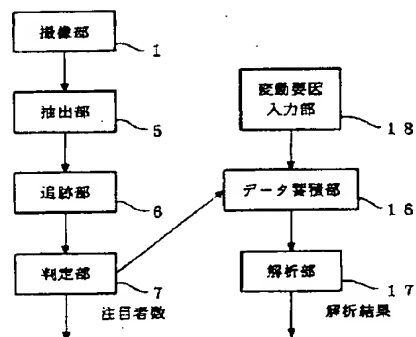 撮像部
1
抽出部
5
追跡部
6
判定部
7
注目者数
変動要因
入力部
18
データ蓄積部
16
解析部
17
解析結果